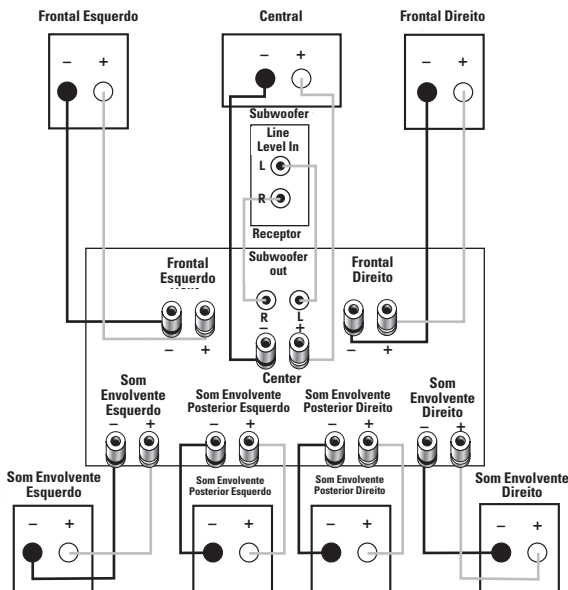 Frontal Esquerdo
Central
Frontal Direito
− +
− +
− +
Subwoofer
Line
Level In
L
R
Receptor
Subwoofer
out
Frontal
Esquerdo
Frontal
Direito
R L
− +
− +
− +
Center
Som
Envolvente
Esquerdo
Som Envolvente
Posterior Esquerdo
Som Envolvente
Posterior Direito
Som
Envolvente
Direito
− +
− +
− +
− +
Som Envolvente
Esquerdo
Som Envolvente
Posterior Esquerdo
Som Envolvente
Posterior Direito
Som Envolvente
Direito
− +
− +
− +
− +